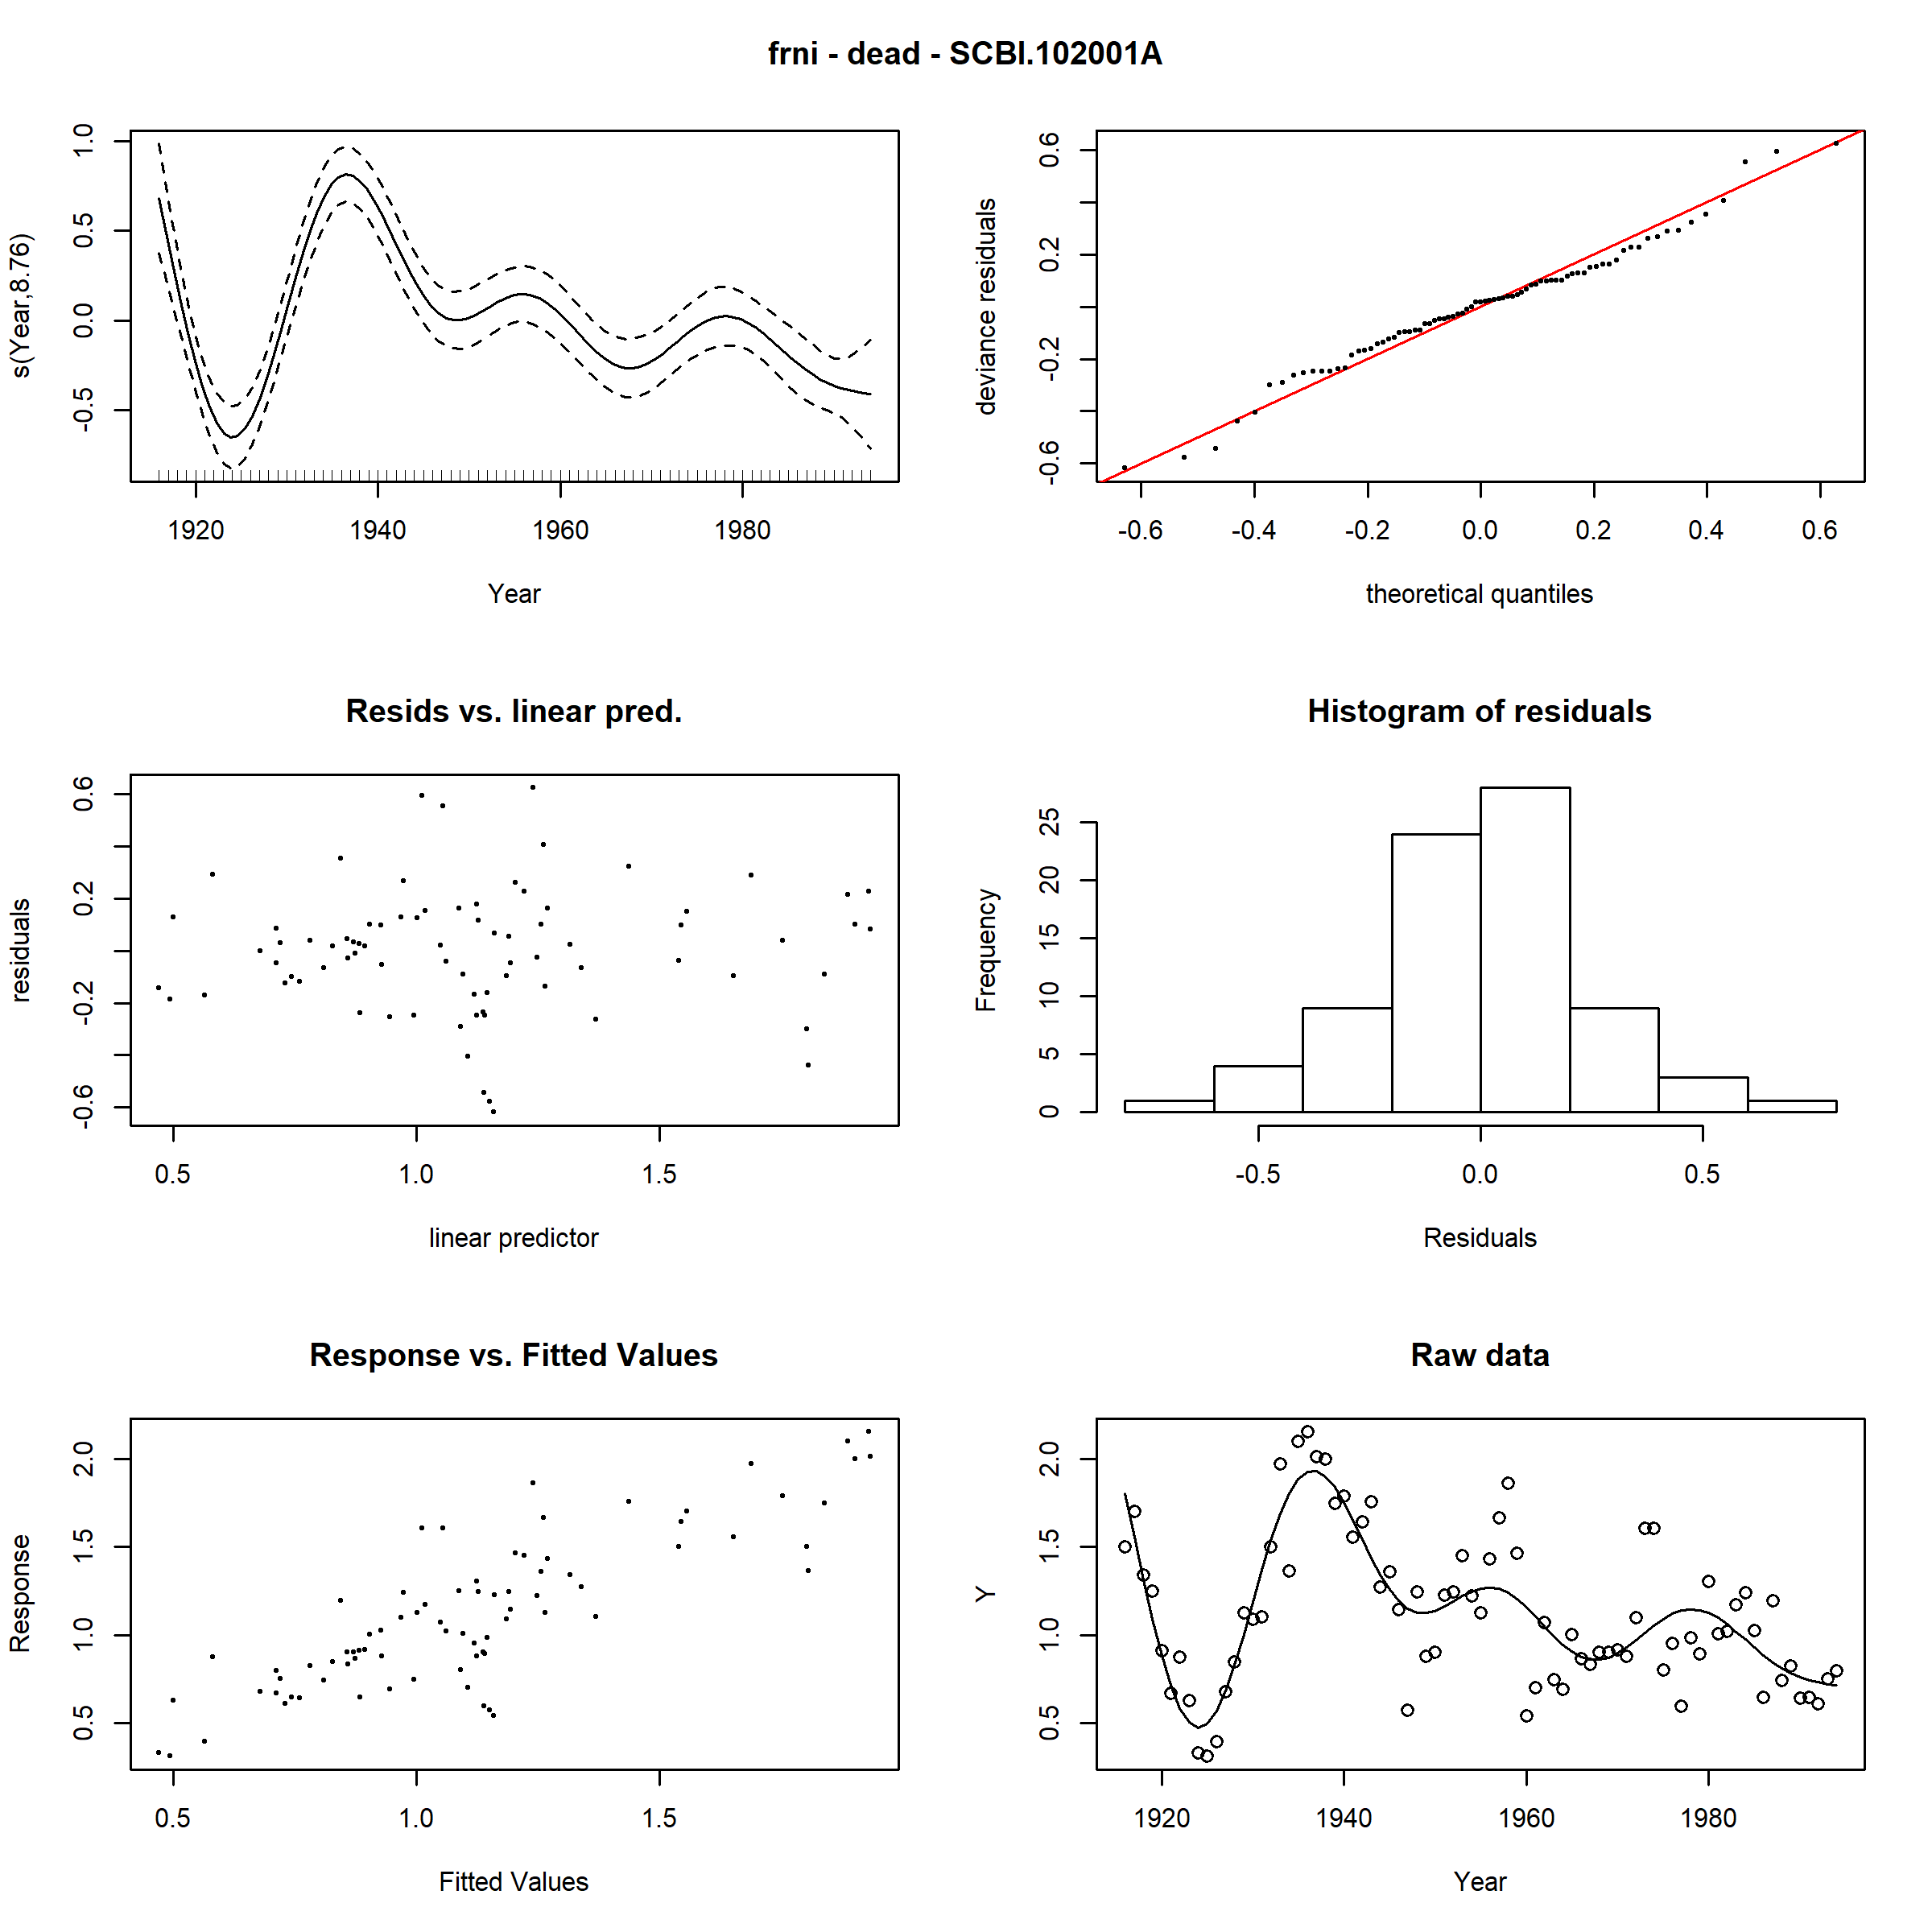 frni - dead - SCBI.102001A
s(Year,8.76)
1.0
0.5
0.0
-0.5
1920 1940 1960 1980
Year
deviance residuals
0.6
0.2
-0.2
-0.6
-0.6 -0.4 -0.2 0.0 0.2 0.4 0.6
theoretical quantiles
Resids vs. linear pred.
residuals
0.6
0.2
-0.2
-0.6
0.5 1.0 1.5
linear predictor
Histogram of residuals
Frequency
25
20
15
10
5
0
-0.5 0.0 0.5
Residuals
Response vs. Fitted Values
Response
2.0
1.5
1.0
0.5
0.5 1.0 1.5
Fitted Values
Raw data
Y
2.0
1.5
1.0
0.5
1920 1940 1960 1980
Year